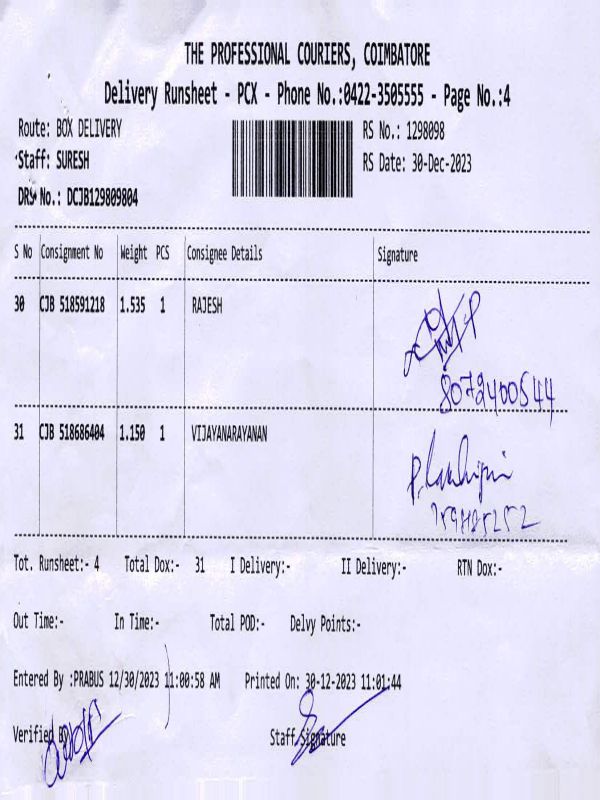 THE PROFESSIONAL COURIERS, COIMBATORE
Delivery Runsheet - PCX - Phone No.:0422-3505555 - Page No.:4
Route: BOX DELIVERY RS No.: 1298098
Staff: SURESH RS Date: 30-Dec-2023
DRS No.: DCJB129809804
S No Consignment No Weight PCS Consignee Details Signature
30 CJB 518591218 1.535 1 RAJESH
8072400544
31 CJB 518686404 1.150 1 VIJAYANARAYANAN
Tot. Runsheet:- 4 Total Dox:- 31 I Delivery:- II Delivery:- RTN Dox:-
Out Time:- In Time:- Total POD:- Delvy Points:-
Entered By :PRABUS 12/30/2023 11:00:58 AM Printed On: 30-12-2023 11:01:44
Verified By Staff Signature